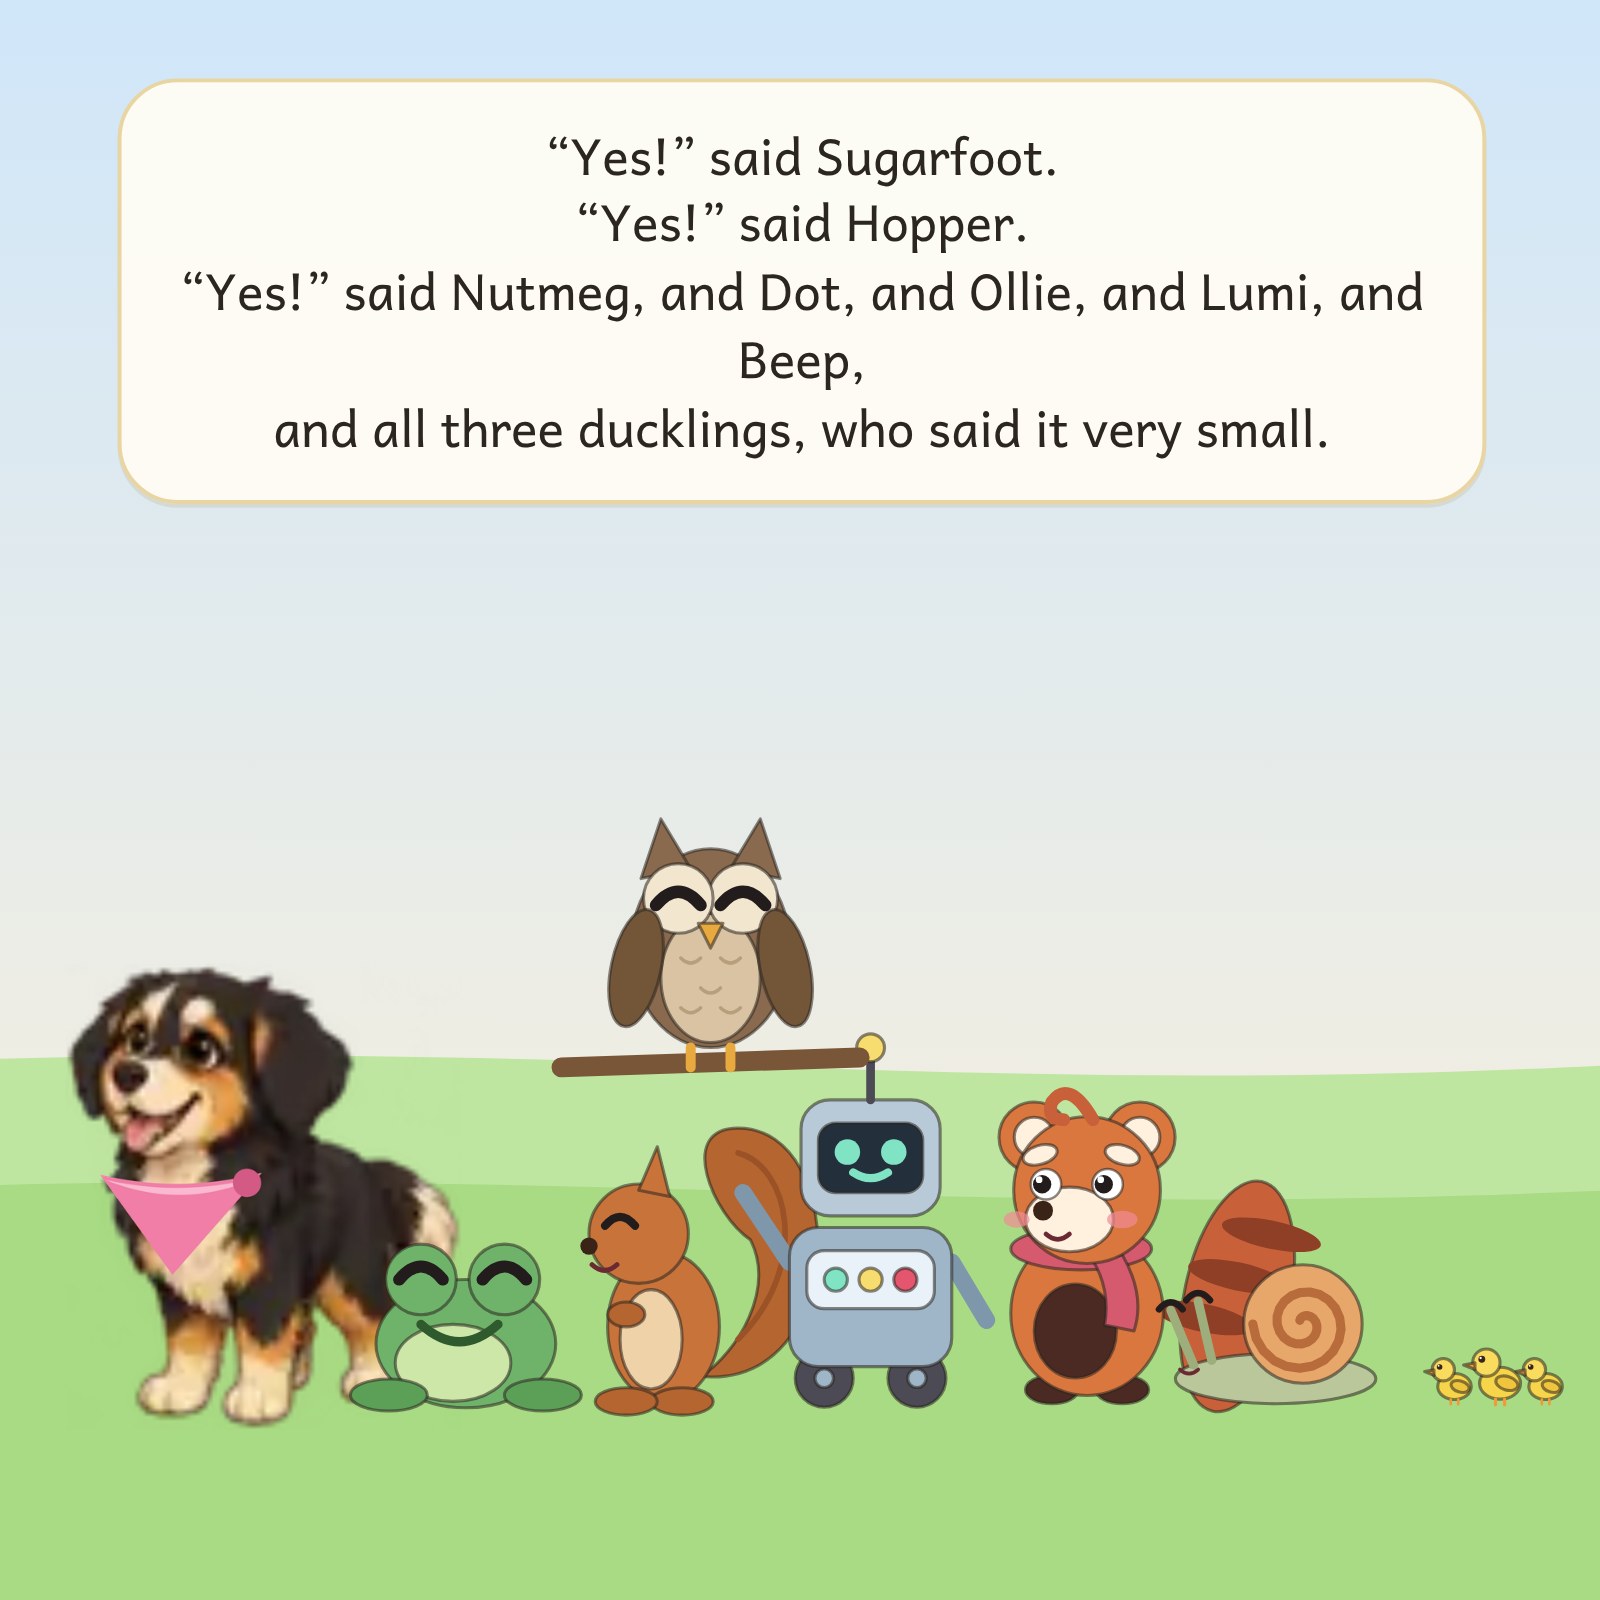 “Yes!” said Sugarfoot.
“Yes!” said Hopper.
“Yes!” said Nutmeg, and Dot, and Ollie, and Lumi, and
Beep,
and all three ducklings, who said it very small.